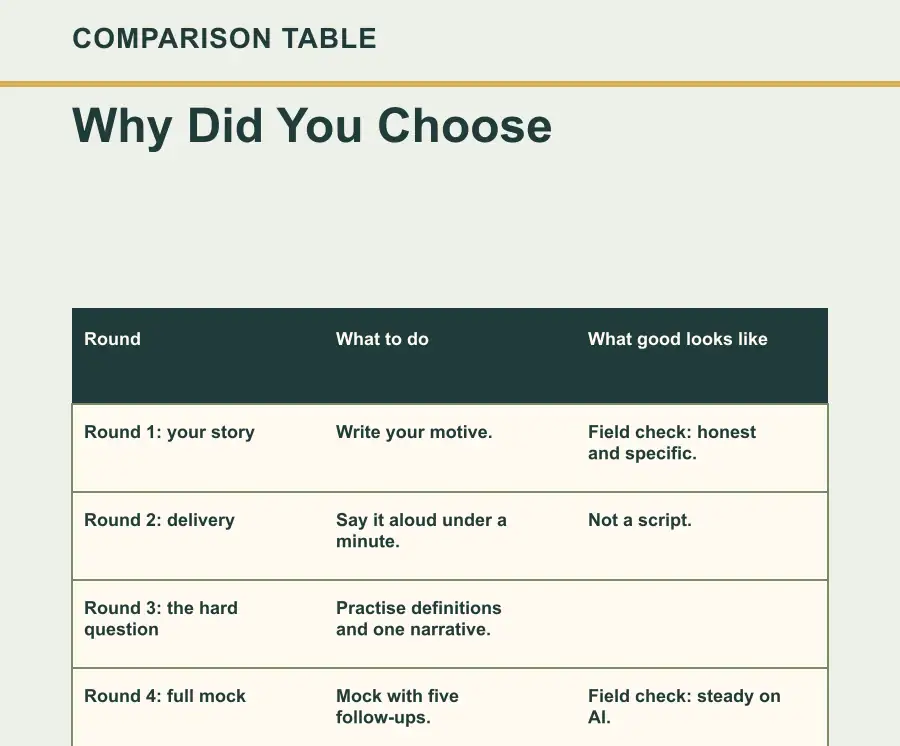 COMPARISON TABLE
Why Did You Choose
Round What to do What good looks like
Round 1: your story Write your motive. Field check: honest
and specific.
Round 2: delivery Say it aloud under a Not a script.
minute.
Round 3: the hard Practise definitions
question and one narrative.
Round 4: full mock Mock with five Field check: steady on
follow-ups. AI.